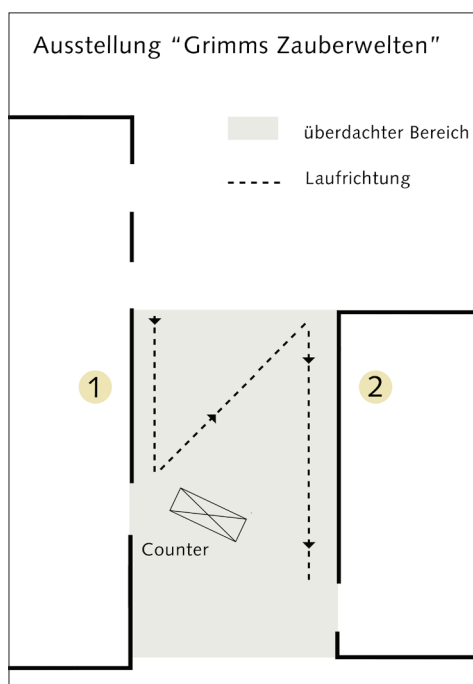 Ausstellung “Grimms Zauberwelten”
überdachter Bereich
Laufrichtung
1
2
Counter